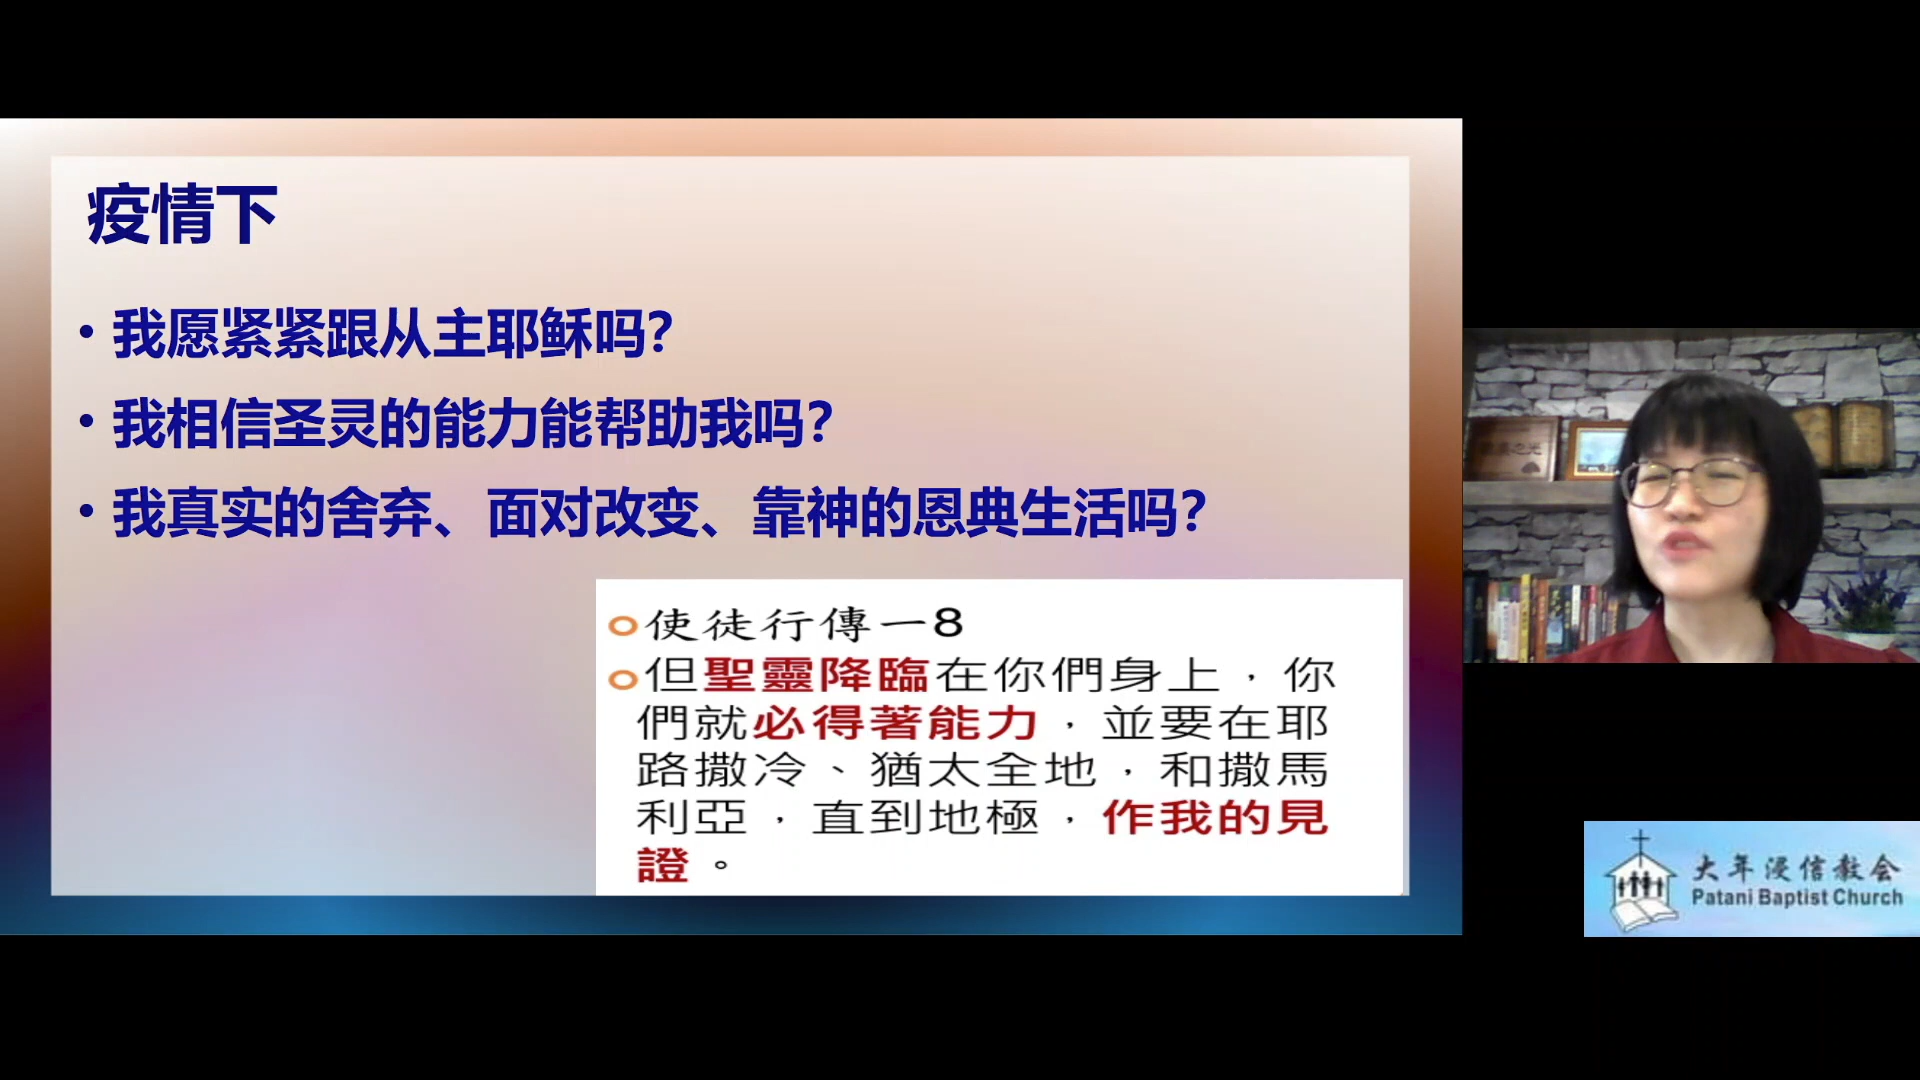 疫情下
• 我愿紧紧跟从主耶稣吗?
• 我相信圣灵的能力能帮助我吗?
• 我真实的舍弃、面对改变、靠神的恩典生活吗?
使徒行傳一8
但聖靈降臨在你們身上，你
們就必得著能力，並要在耶
路撒冷、猶太全地，和撒馬
利亞，直到地極，作我的見
證。
大年浸信教会
Patani Baptist Church